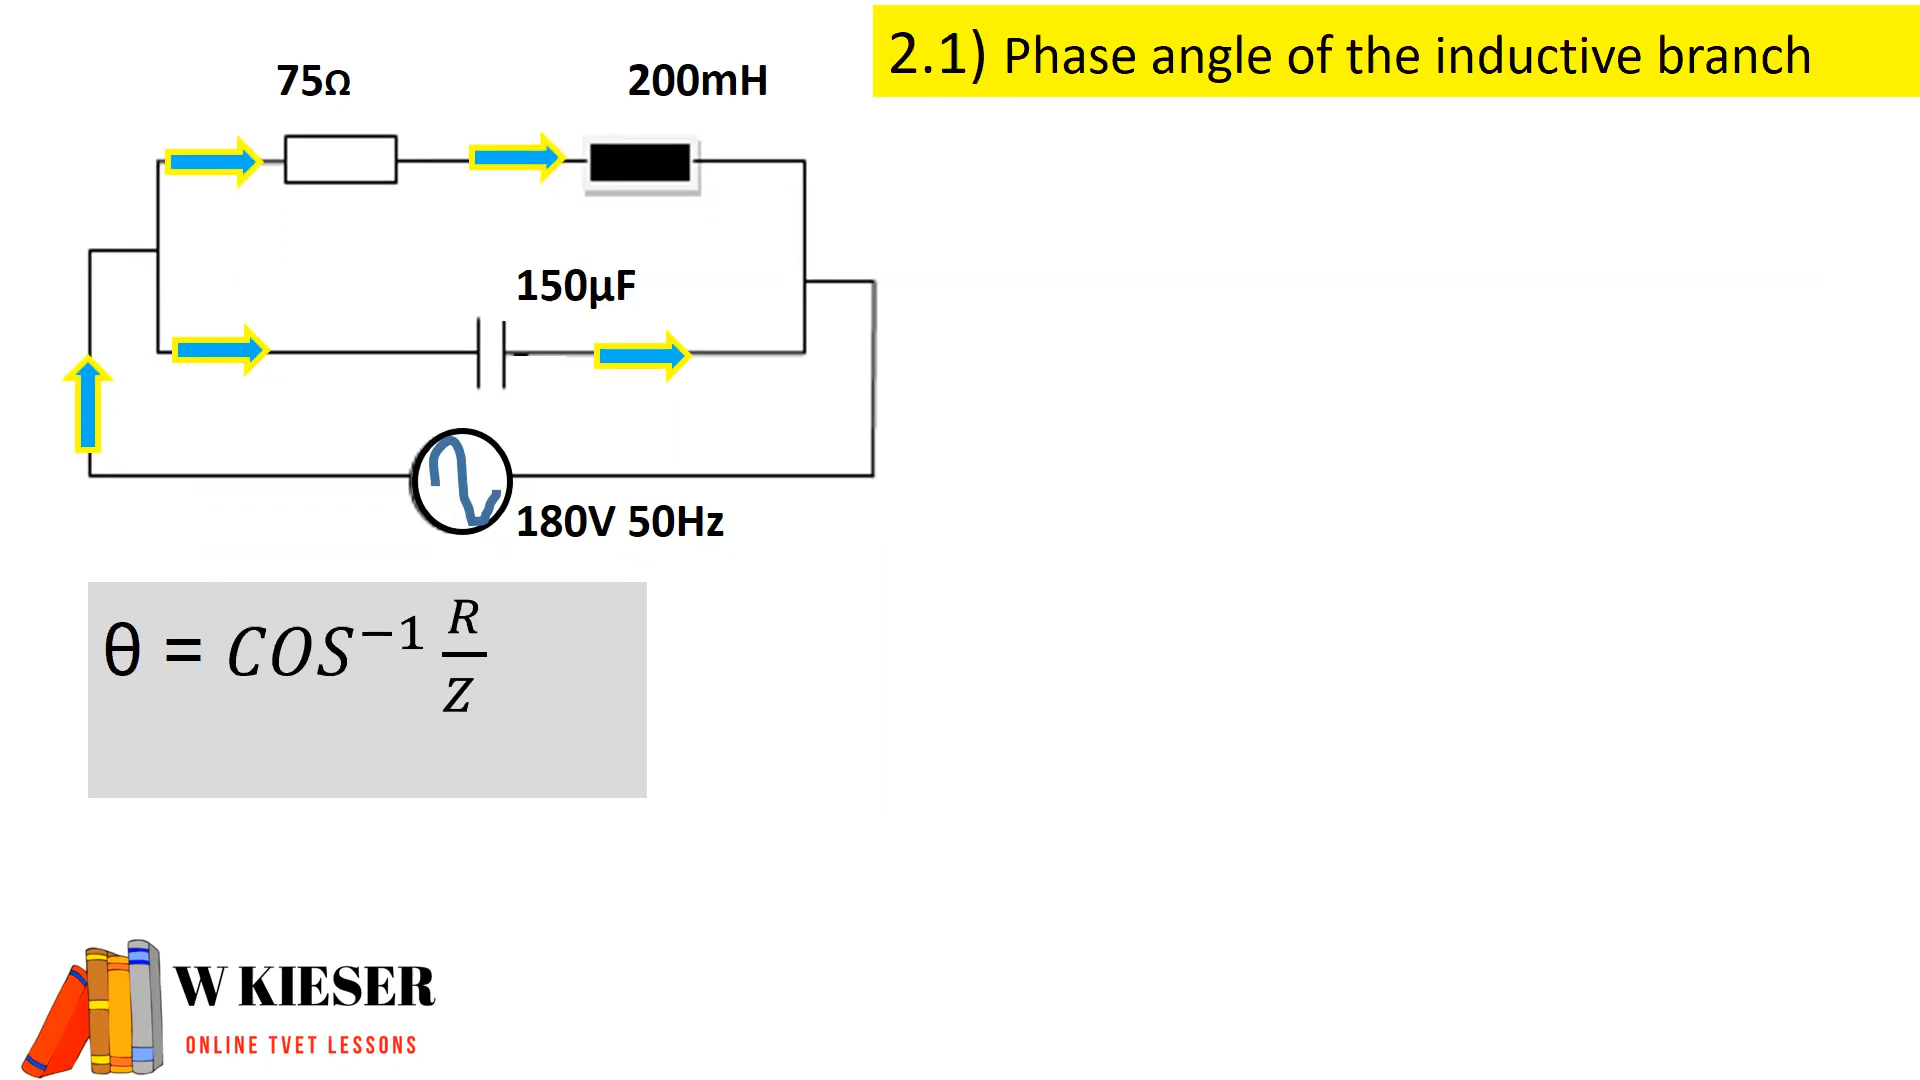 2.1) Phase angle of the inductive branch
75Ω 200mH
150µF
180V 50Hz
θ = COS⁻¹ R/Z
W KIESER
ONLINE TVET LESSONS